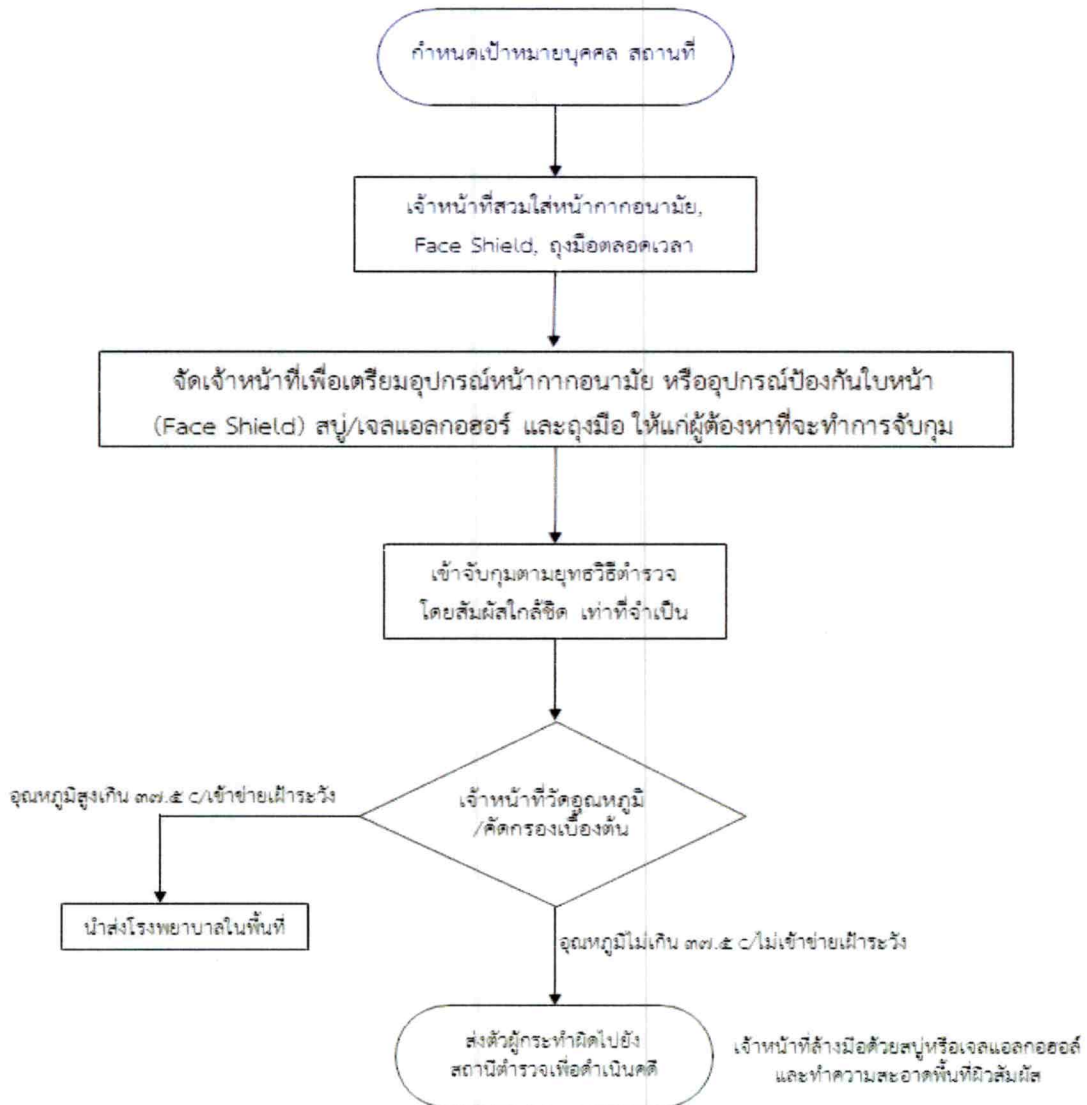 กำหนดเป้าหมายบุคคล สถานที่
เจ้าหน้าที่สวมใส่หน้ากากอนามัย,
Face Shield, ถุงมือตลอดเวลา
จัดเจ้าหน้าที่เพื่อเตรียมอุปกรณ์หน้ากากอนามัย หรืออุปกรณ์ป้องกันใบหน้า
(Face Shield) สบู่/เจลแอลกอฮอร์ และถุงมือ ให้แก่ผู้ต้องหาที่จะทำการจับกุม
เข้าจับกุมตามยุทธวิธีตำรวจ
โดยสัมผัสใกล้ชิด เท่าที่จำเป็น
อุณหภูมิสูงเกิน ๓๗.๕ C/เข้าข่ายเฝ้าระวัง
เจ้าหน้าที่วัดอุณหภูมิ
/คัดกรองเบื้องต้น
นำส่งโรงพยาบาลในพื้นที่
อุณหภูมิไม่เกิน ๓๗.๕ C/ไม่เข้าข่ายเฝ้าระวัง
ส่งตัวผู้กระทำผิดไปยัง
สถานีตำรวจเพื่อดำเนินคดี
เจ้าหน้าที่ล้างมือด้วยสบู่หรือเจลแอลกอฮอล์
และทำความสะอาดพื้นที่ผิวสัมผัส